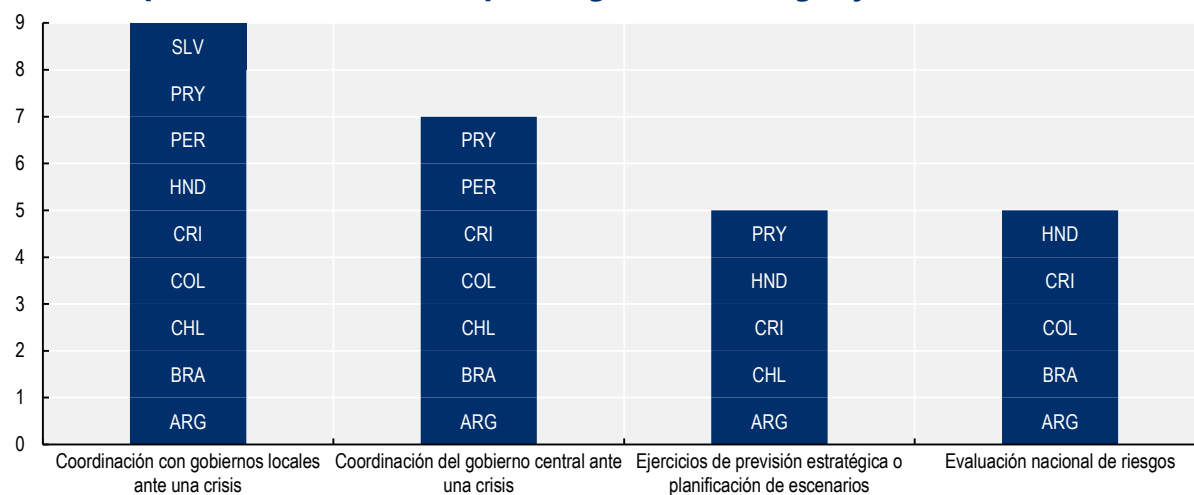 9
8
7
6
5
4
3
2
1
0
SLV
PRY
PER
HND
CRI
COL
CHL
BRA
ARG
PRY
PER
CRI
COL
CHL
BRA
ARG
PRY
HND
CRI
CHL
ARG
HND
CRI
COL
BRA
ARG
Coordinación con gobiernos locales
ante una crisis
Coordinación del gobierno central ante
una crisis
Ejercicios de previsión estratégica o
planificación de escenarios
Evaluación nacional de riesgos